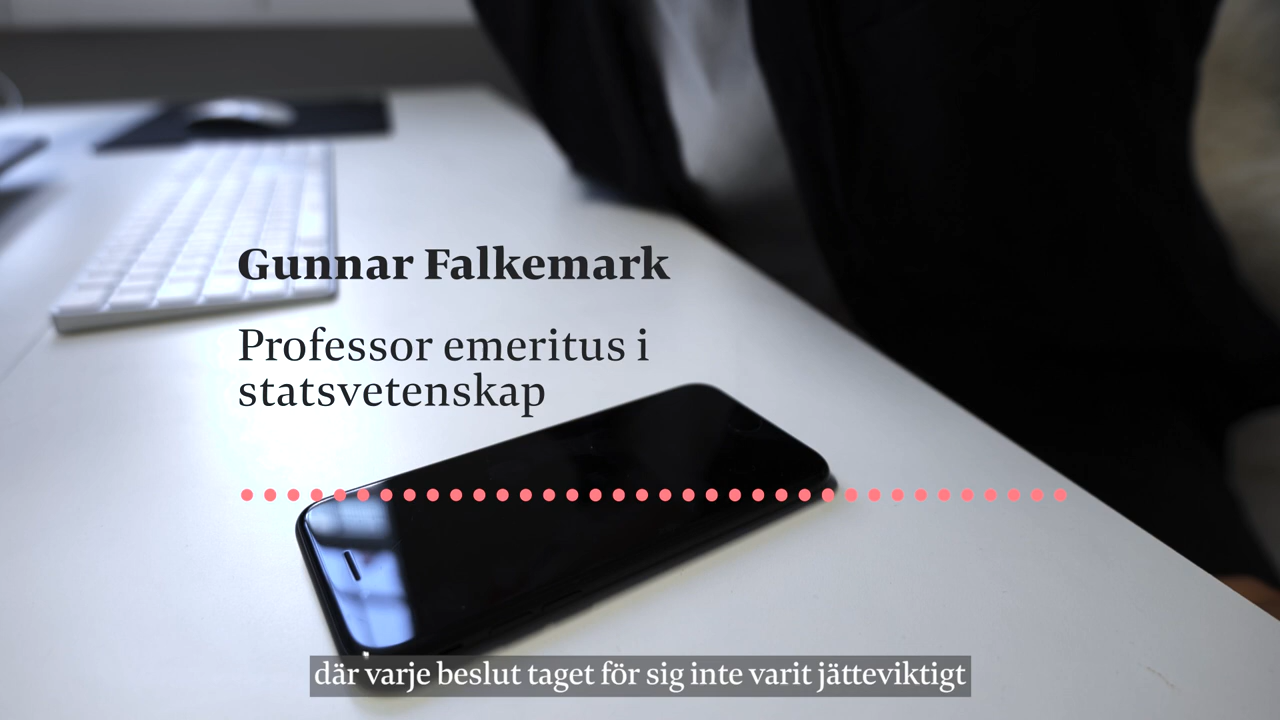 Gunnar Falkemark
Professor emeritus i
statsvetenskap
där varje beslut taget för sig inte varit jätteviktigt